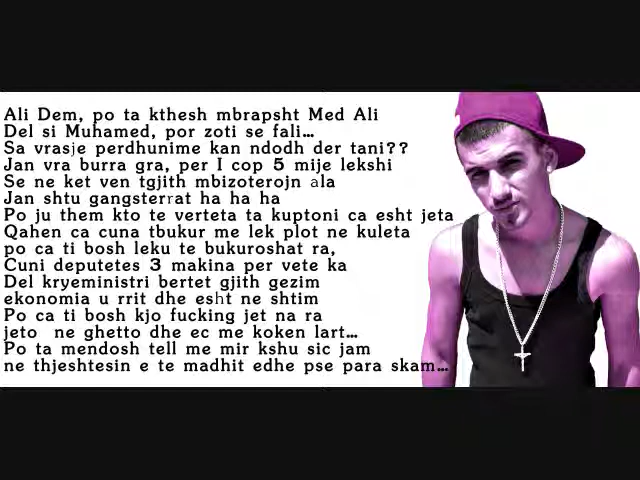 Ali Dem, po ta kthesh mbrapsht Med Ali
Del si Muhamed, por zoti se fali...
Sa vrasje perdhunime kan ndodh der tani??
Jan vra burra gra, per I cop 5 mije lekshi
Se ne ket ven tgjith mbizoterojn ala
Jan shtu gangsterrat ha ha ha
Po ju them kto te verteta ta kuptoni ca esht jeta
Qahen ca cuna tbukur me lek plot ne kuleta
po ca ti bosh leku te bukuroshat ra,
Cuni deputetes 3 makina per vete ka
Del kryeministri bertet gjith gezim
ekonomia u rrit dhe esht ne shtim
Po ca ti bosh kjo fucking jet na ra
jeto ne ghetto dhe ec me koken lart...
Po ta mendosh tell me mir kshu sic jam
ne thjeshtesin e te madhit edhe pse para skam...